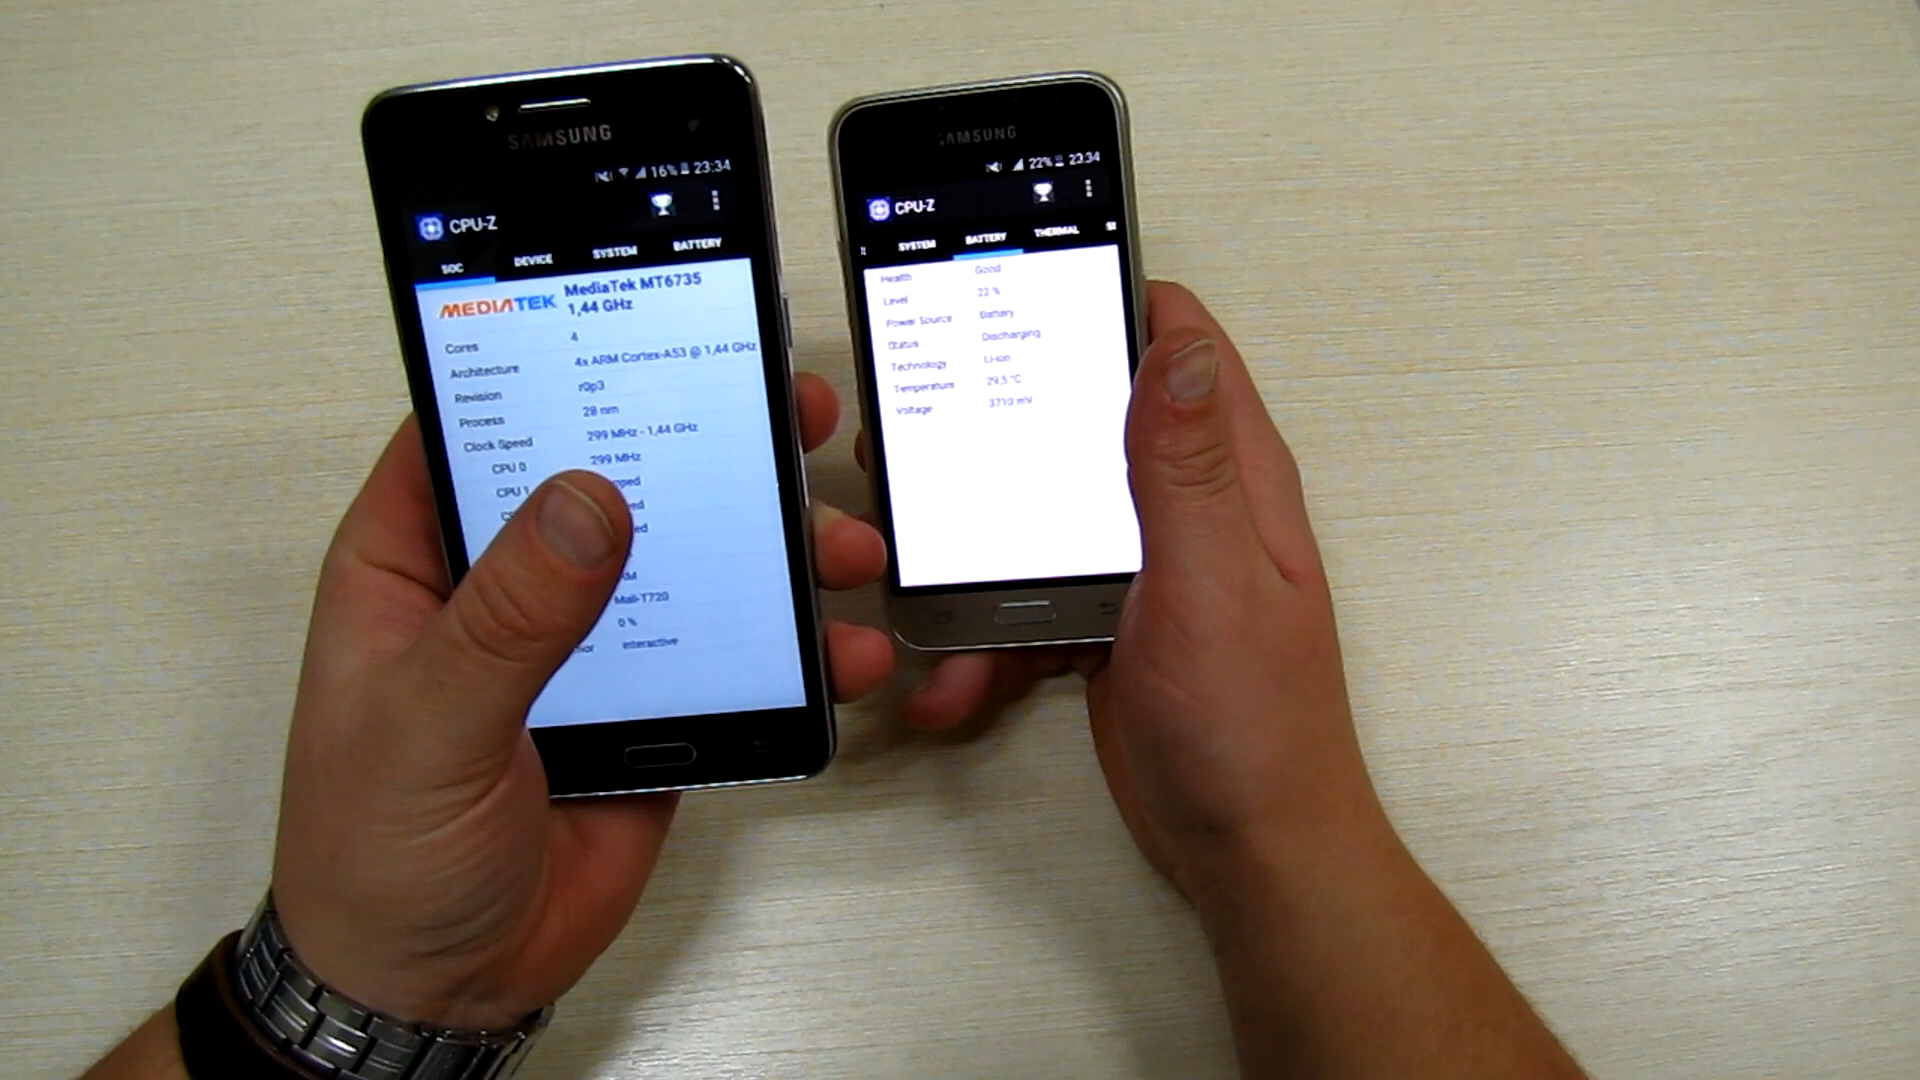 SAMSUNG
16% 23:34
CPU-Z
SOC DEVICE SYSTEM BATTERY
MEDIATEK
MediaTek MT6735
1,44 GHz
Cores 4
Architecture 4x ARM Cortex-A53 @ 1,44 GHz
Revision r0p3
Process 28 nm
Clock Speed 299 MHz - 1,44 GHz
CPU 0 299 MHz
CPU 1
Mali-T720
0 %
interactive
SAMSUNG
22% 23:34
CPU-Z
SYSTEM BATTERY THERMAL
Health Good
Level 22 %
Power Source Battery
Status Discharging
Technology Li-ion
Temperature 29,5 °C
Voltage mV